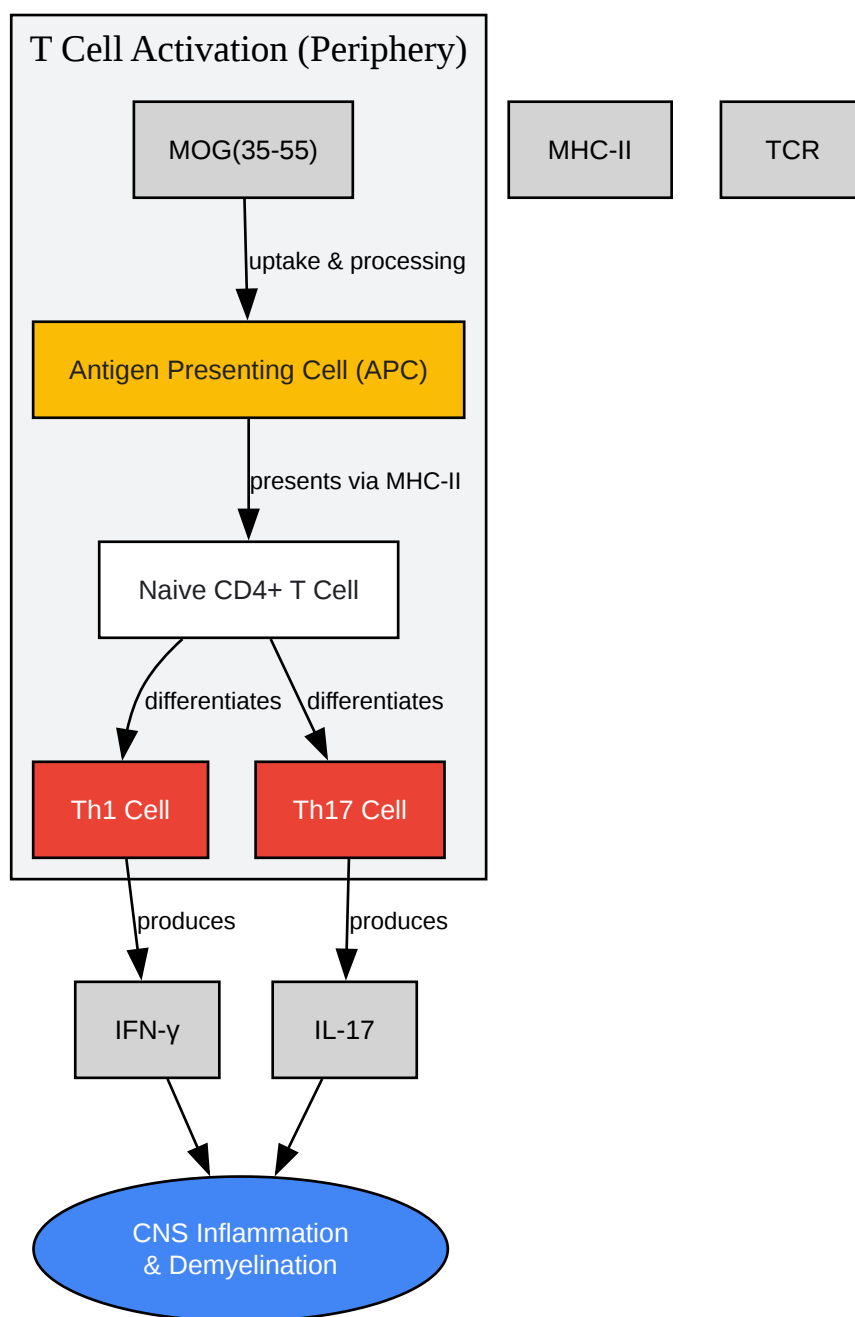 T Cell Activation (Periphery)
MOG(35-55)
MHC-II
TCR
uptake & processing
Antigen Presenting Cell (APC)
presents via MHC-II
Naive CD4+ T Cell
differentiates
differentiates
Th1 Cell
Th17 Cell
produces
produces
IFN-γ
IL-17
CNS Inflammation
& Demyelination